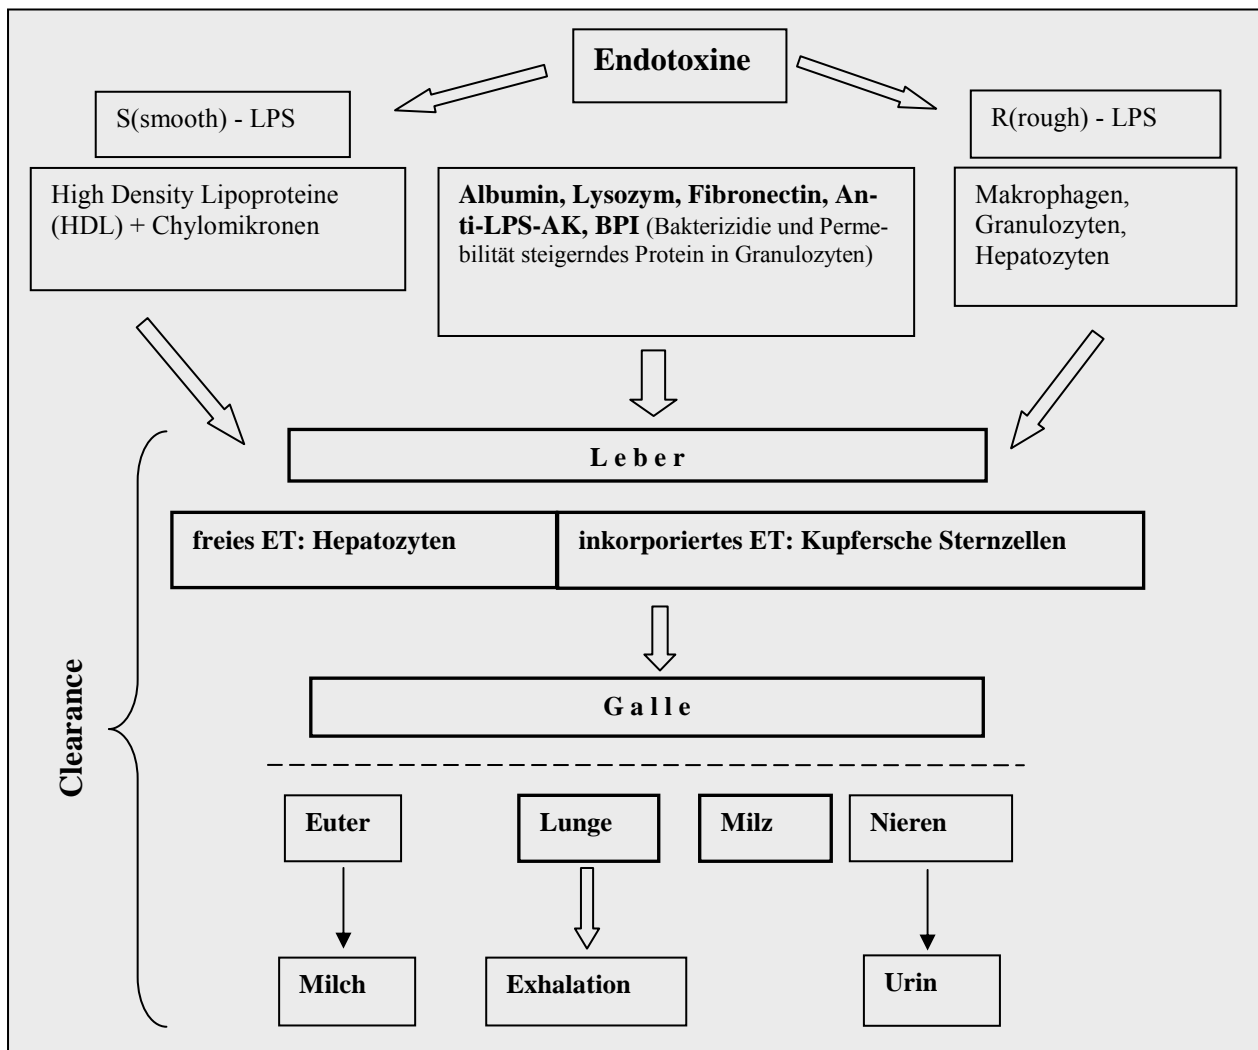 Endotoxine
S(smooth) - LPS
R(rough) - LPS
High Density Lipoproteine
(HDL) + Chylomikronen
Albumin, Lysozym, Fibronectin, An-
ti-LPS-AK, BPI (Bakterizidie und Perme-
bilität steigerndes Protein in Granulozyten)
Makrophagen,
Granulozyten,
Hepatozyten
L e b e r
freies ET: Hepatozyten
inkorporiertes ET: Kupfersche Sternzellen
Clearance
G a l l e
Euter
Lunge
Milz
Nieren
Milch
Exhalation
Urin